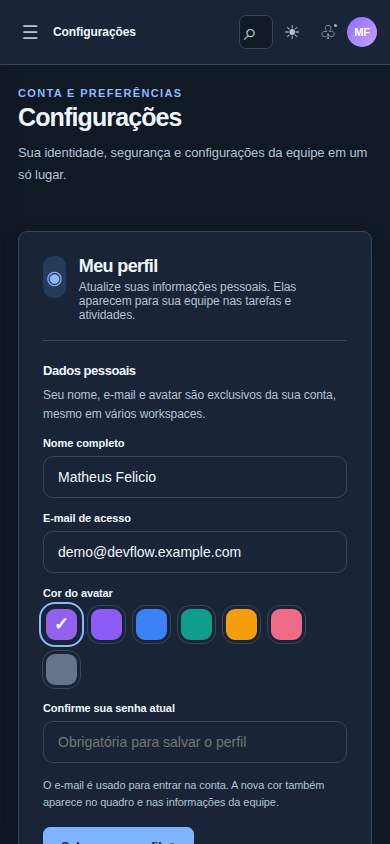 Configurações
MF
CONTA E PREFERÊNCIAS
Configurações
Sua identidade, segurança e configurações da equipe em um
só lugar.
Meu perfil
Atualize suas informações pessoais. Elas
aparecem para sua equipe nas tarefas e
atividades.
Dados pessoais
Seu nome, e-mail e avatar são exclusivos da sua conta,
mesmo em vários workspaces.
Nome completo
Matheus Felicio
E-mail de acesso
demo@devflow.example.com
Cor do avatar
Confirme sua senha atual
Obrigatória para salvar o perfil
O e-mail é usado para entrar na conta. A nova cor também
aparece no quadro e nas informações da equipe.